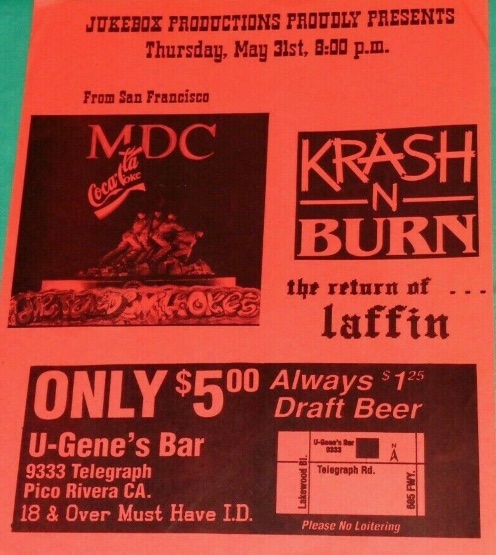 JUKEBOX PRODUCTIONS PROUDLY PRESENTS
Thursday, May 31st, 8:00 p.m.
From San Francisco
MDC
Coca-Cola
Coke
KRASH
N
BURN
the return of ...
laffin
ONLY $5.00
Always $1.25
Draft Beer
U-Gene's Bar
9333 Telegraph
Pico Rivera CA.
18 & Over Must Have I.D.
U-Gene's Bar
9333
N
Lakewood Bl.
Telegraph Rd.
605 FWY.
Please No Loitering